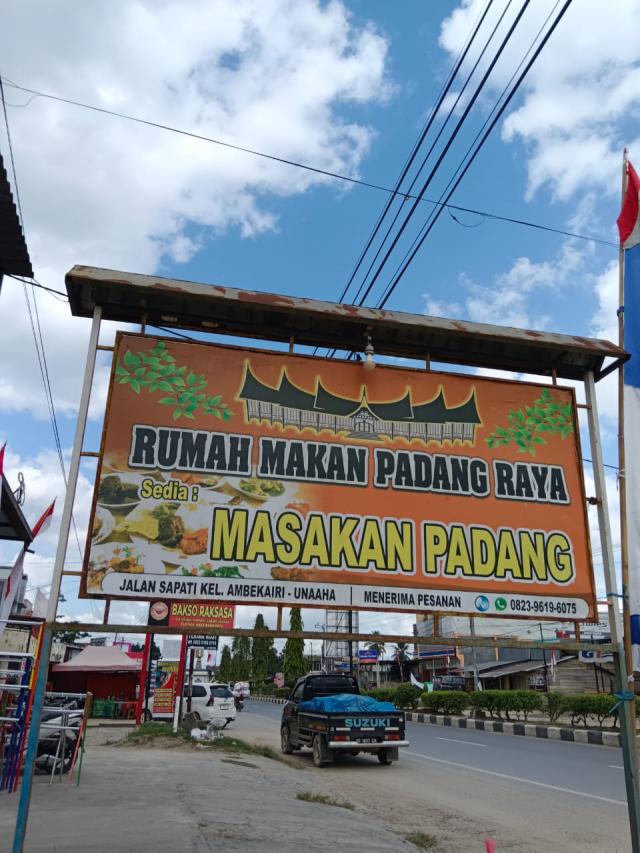 RUMAH MAKAN PADANG RAYA
Sedia :
MASAKAN PADANG
JALAN SAPATI KEL. AMBEKAIRI - UNAAHA
MENERIMA PESANAN
0823-9619-6075
BAKSO RAKSASA
SUZUKI